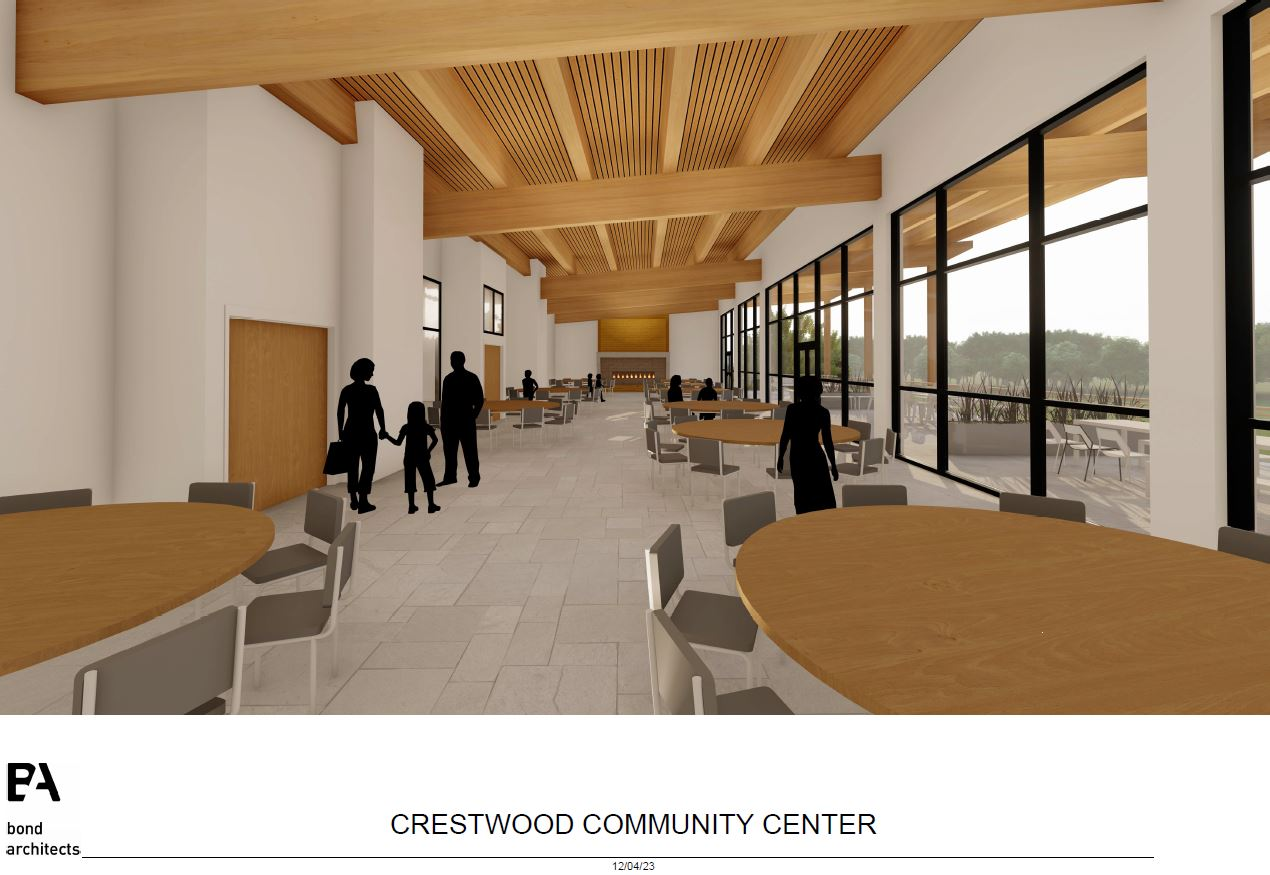 BA
bond
architects
CRESTWOOD COMMUNITY CENTER
12/04/23